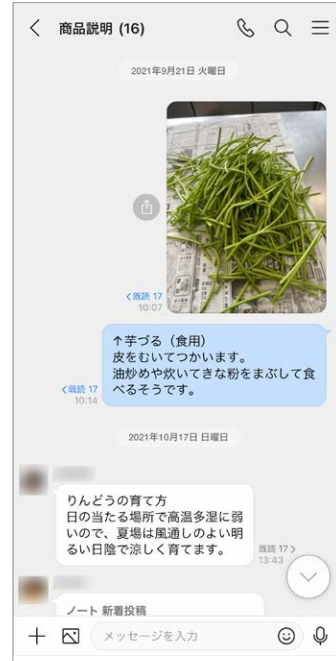 商品説明 (16)
2021年9月21日 火曜日
既読 17
10:07
↑芋づる（食用）
皮をむいてつかいます。
油炒めや炊いてきな粉をまぶして食
べるそうです。
既読 17
10:14
2021年10月17日 日曜日
りんどうの育て方
日の当たる場所で高温多湿に弱
いので、夏場は風通しのよい明
るい日陰で涼しく育てます。
既読 17
13:43
ノート 新着投稿
メッセージを入力